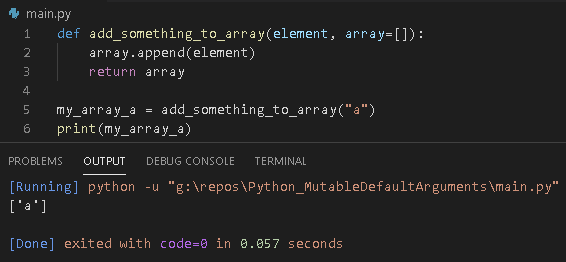 main.py
1 def add_something_to_array(element, array=[]):
2     array.append(element)
3     return array
4
5 my_array_a = add_something_to_array("a")
6 print(my_array_a)
PROBLEMS OUTPUT DEBUG CONSOLE TERMINAL
[Running] python -u "g:\repos\Python_MutableDefaultArguments\main.py"
['a']
[Done] exited with code=0 in 0.057 seconds